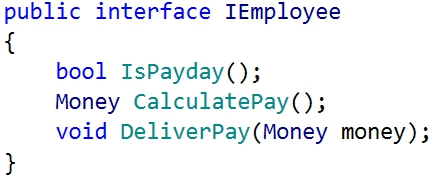 public interface IEmployee
{
    bool IsPayday();
    Money CalculatePay();
    void DeliverPay(Money money);
}